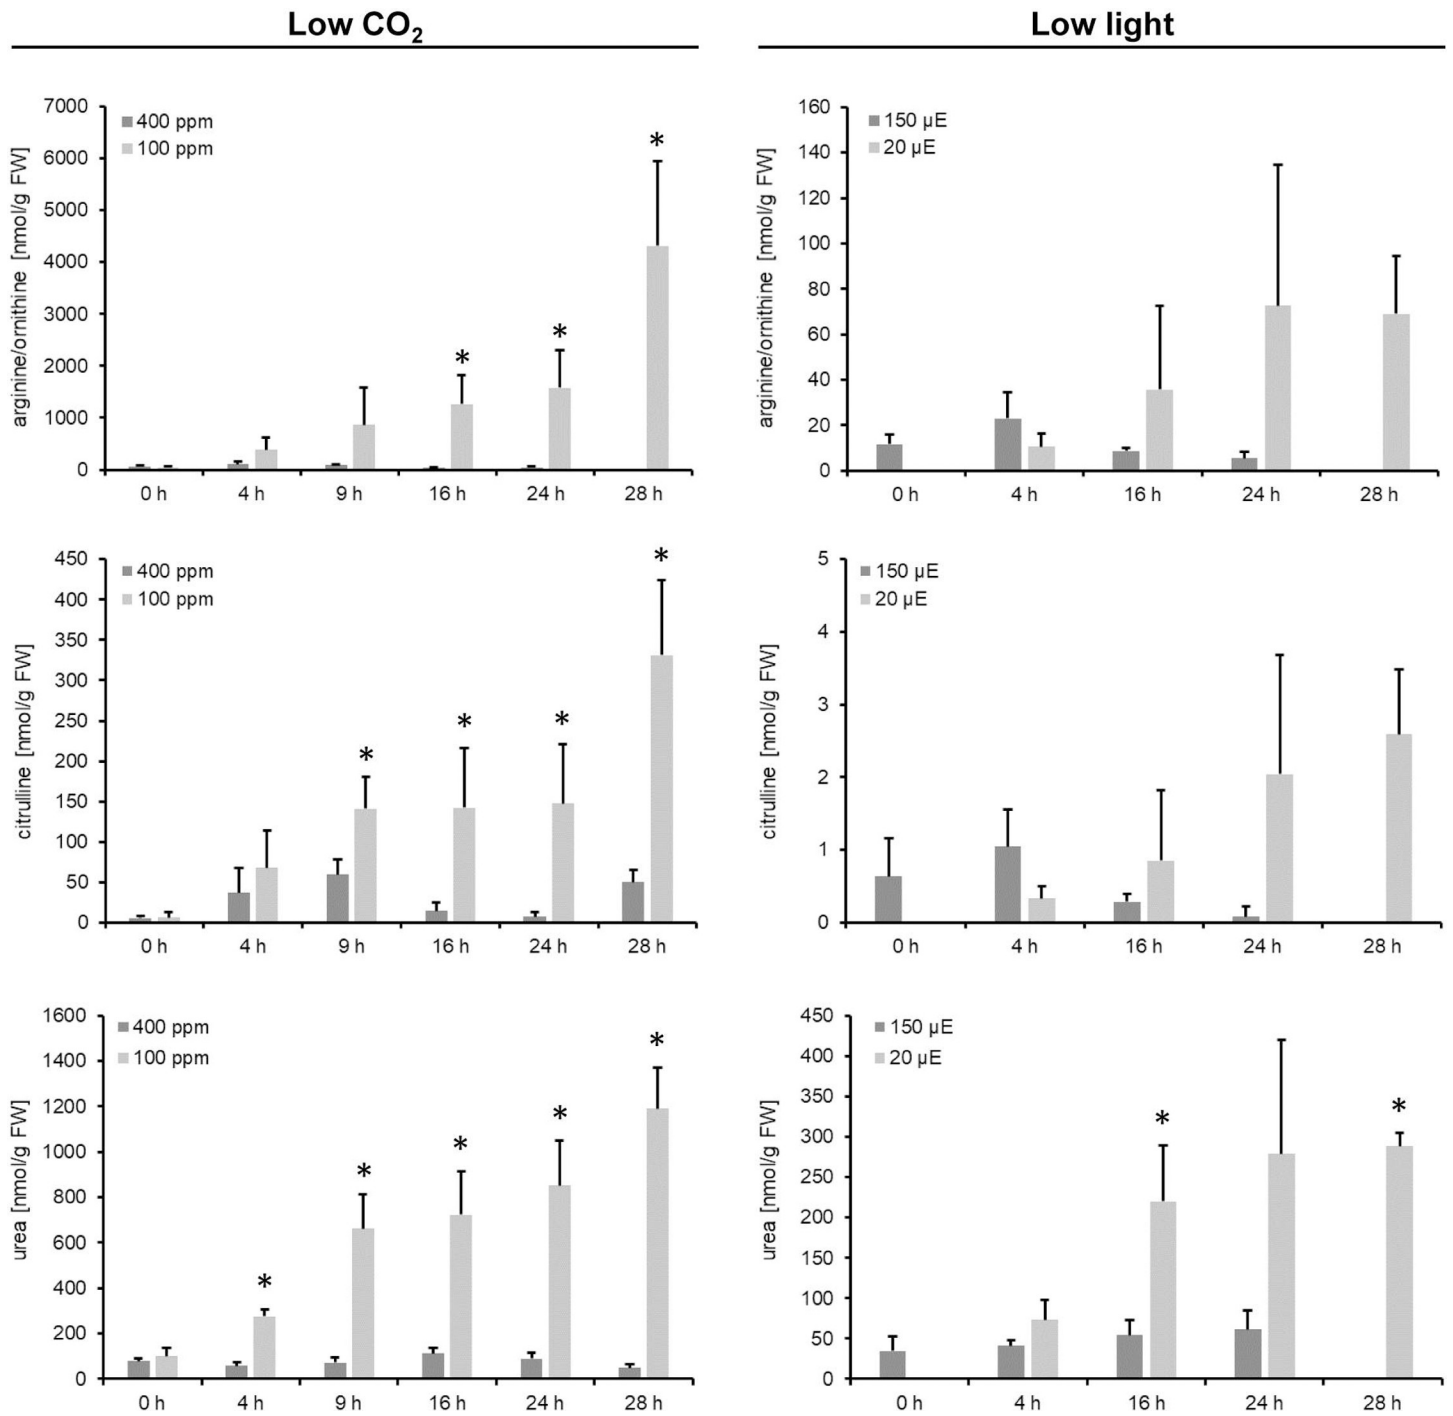 Low CO₂
Low light
arginine/ornithine [nmol/g FW]
7000
6000
5000
4000
3000
2000
1000
0
400 ppm
100 ppm
*
*
*
0 h 4 h 9 h 16 h 24 h 28 h
arginine/ornithine [nmol/g FW]
160
140
120
100
80
60
40
20
0
150 µE
20 µE
0 h 4 h 16 h 24 h 28 h
citrulline [nmol/g FW]
450
400
350
300
250
200
150
100
50
0
400 ppm
100 ppm
*
*
*
*
0 h 4 h 9 h 16 h 24 h 28 h
citrulline [nmol/g FW]
5
4
3
2
1
0
150 µE
20 µE
0 h 4 h 16 h 24 h 28 h
urea [nmol/g FW]
1600
1400
1200
1000
800
600
400
200
0
400 ppm
100 ppm
*
*
*
*
*
0 h 4 h 9 h 16 h 24 h 28 h
urea [nmol/g FW]
450
400
350
300
250
200
150
100
50
0
150 µE
20 µE
*
*
0 h 4 h 16 h 24 h 28 h